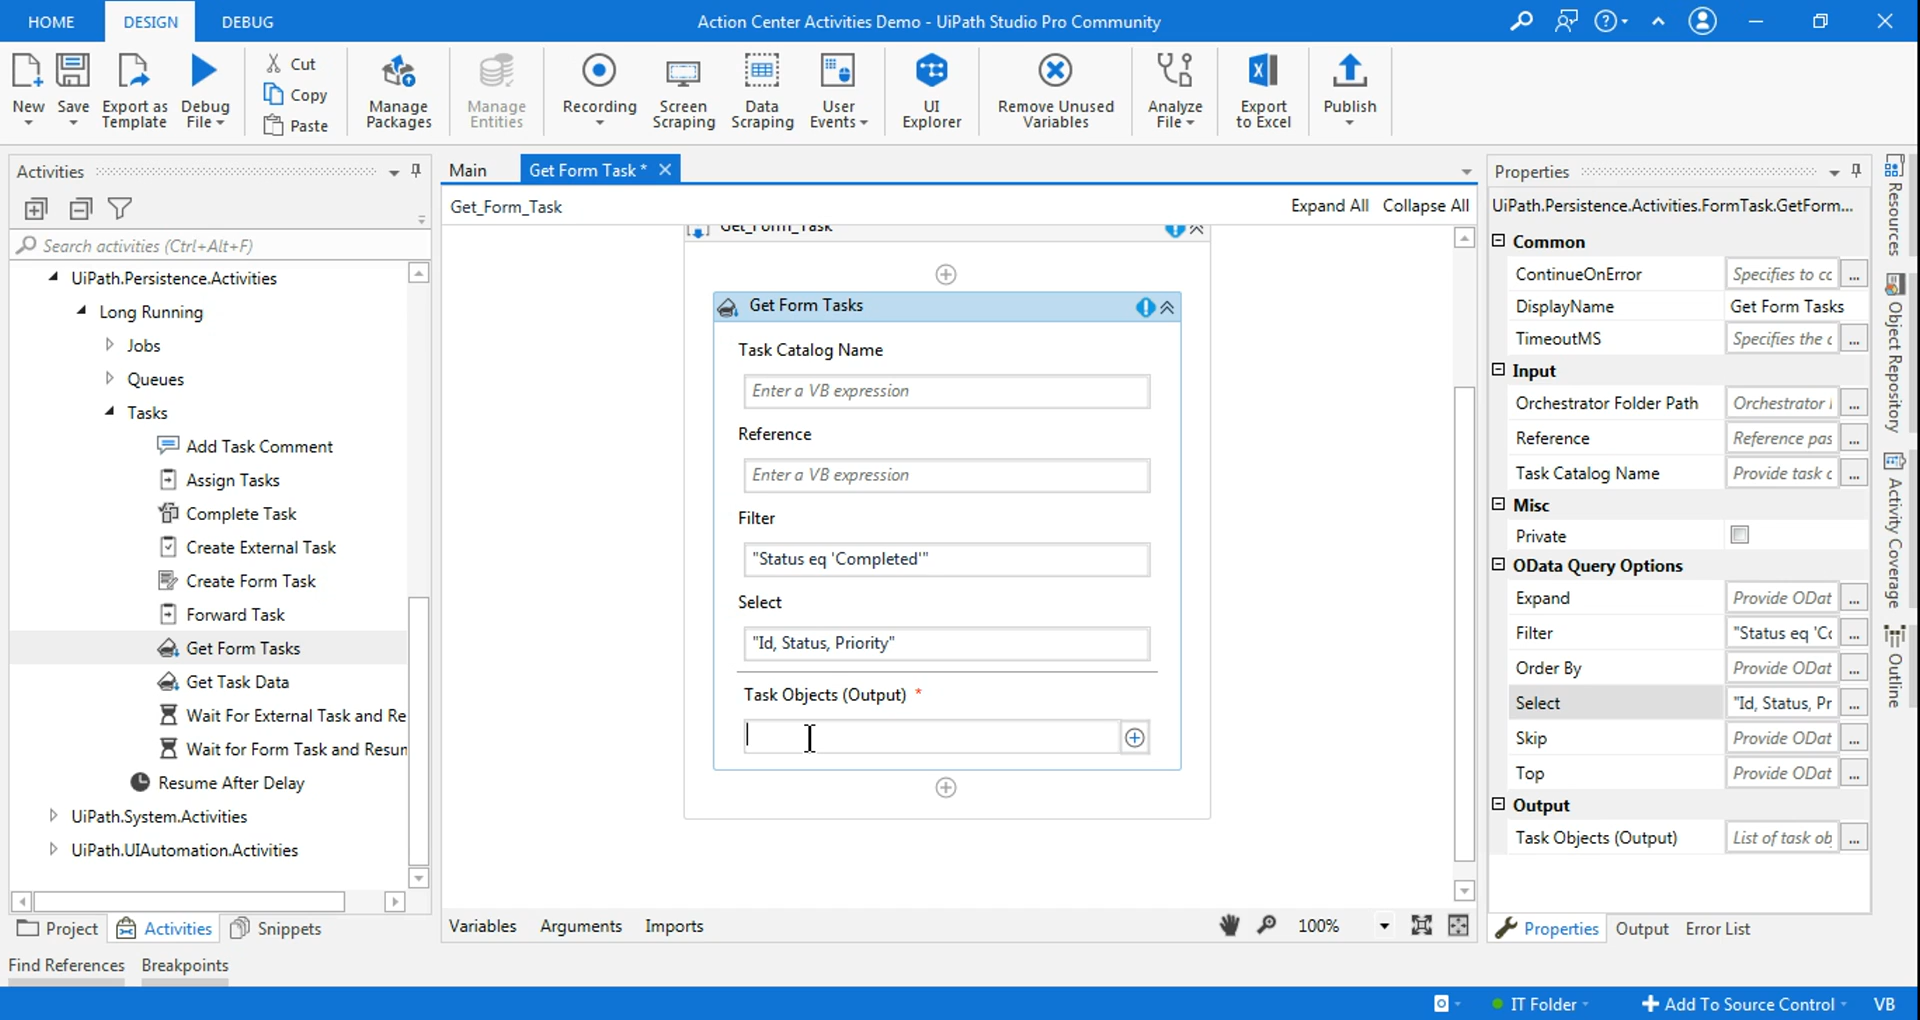 HOME DESIGN DEBUG Action Center Activities Demo - UiPath Studio Pro Community
New Save Export as Template Debug File Cut Copy Paste Manage Packages Manage Entities Recording Screen Scraping Data Scraping User Events UI Explorer Remove Unused Variables Analyze File Export to Excel Publish
Activities
Search activities (Ctrl+Alt+F)
UiPath.Persistence.Activities
Long Running
Jobs
Queues
Tasks
Add Task Comment
Assign Tasks
Complete Task
Create External Task
Create Form Task
Forward Task
Get Form Tasks
Get Task Data
Wait For External Task and Re
Wait for Form Task and Resum
Resume After Delay
UiPath.System.Activities
UiPath.UIAutomation.Activities
Project Activities Snippets
Find References Breakpoints
Main Get Form Task *
Get_Form_Task Expand All Collapse All
Get_Form_Task
Get Form Tasks
Task Catalog Name
Enter a VB expression
Reference
Enter a VB expression
Filter
"Status eq 'Completed'"
Select
"Id, Status, Priority"
Task Objects (Output) *
Variables Arguments Imports 100%
Properties
UiPath.Persistence.Activities.FormTask.GetForm...
Common
ContinueOnError Specifies to cc ...
DisplayName Get Form Tasks
TimeoutMS Specifies the c ...
Input
Orchestrator Folder Path Orchestrator ...
Reference Reference pas ...
Task Catalog Name Provide task c ...
Misc
Private
OData Query Options
Expand Provide ODat ...
Filter "Status eq 'Cc ...
Order By Provide ODat ...
Select "Id, Status, Pr ...
Skip Provide ODat ...
Top Provide ODat ...
Output
Task Objects (Output) List of task ob ...
Properties Output Error List
Resources
Object Repository
Activity Coverage
Outline
IT Folder Add To Source Control VB